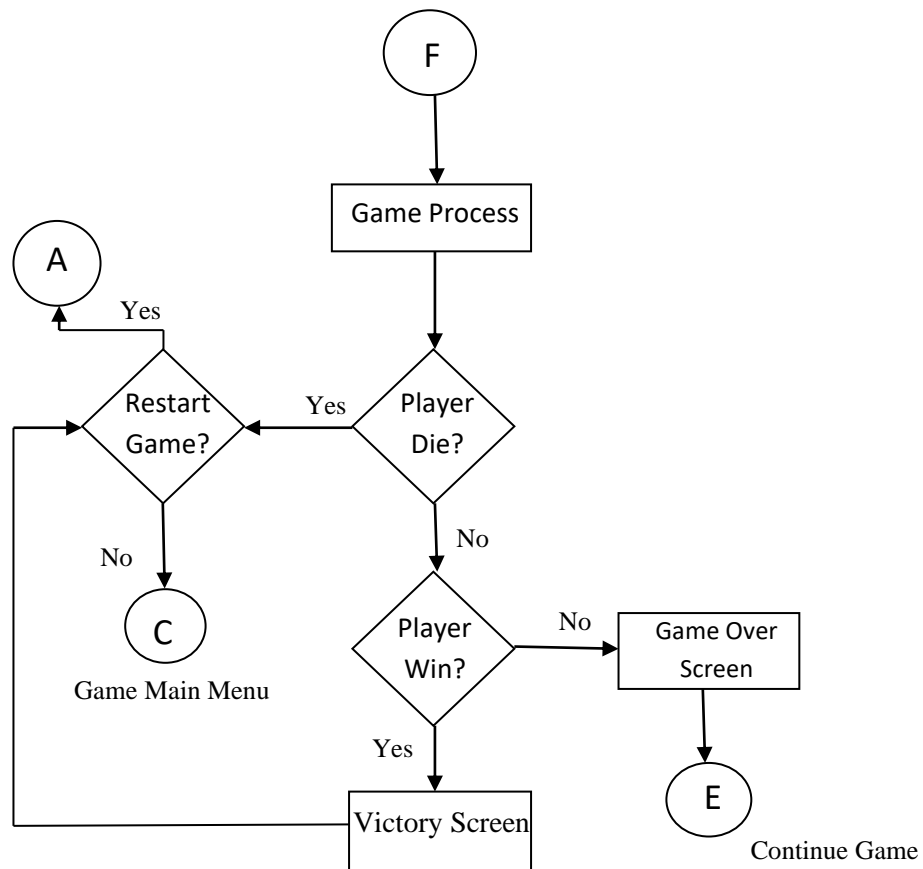 F
Game Process
A
Yes
Restart
Game?
Yes
Player
Die?
No
No
C
Game Main Menu
Player
Win?
No
Game Over
Screen
Yes
E
Victory Screen
Continue Game